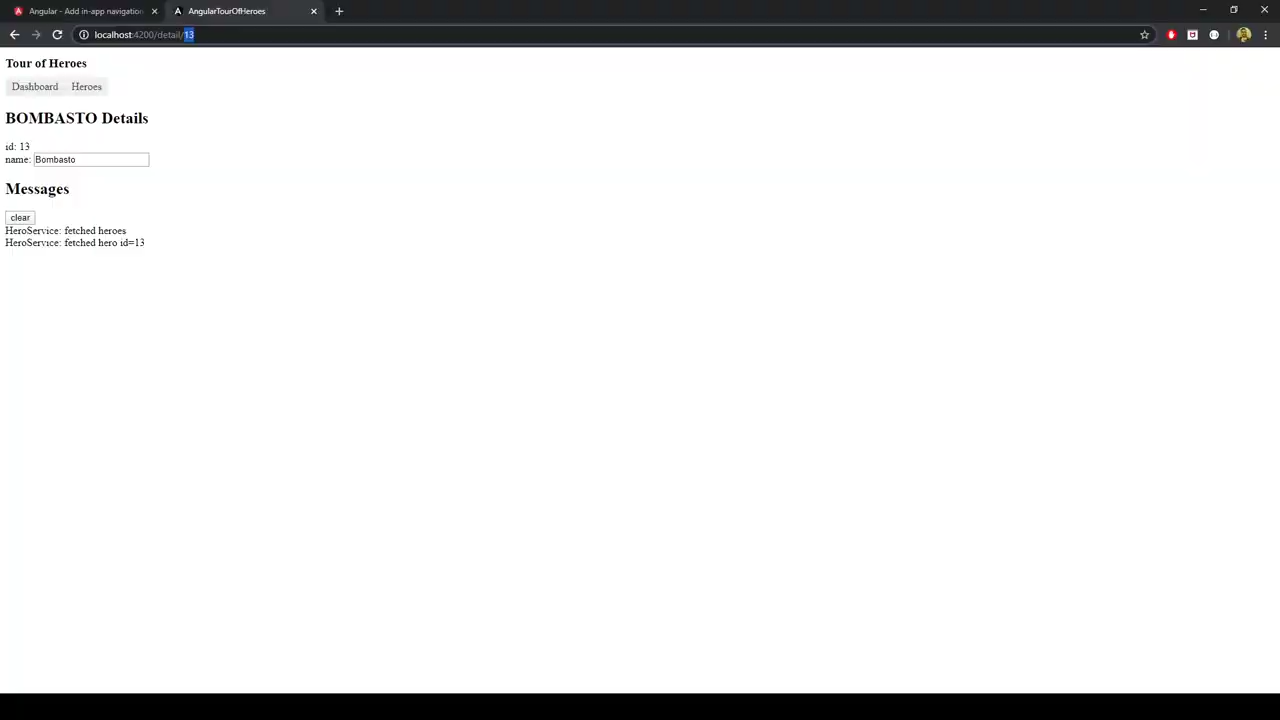 Angular - Add in-app navigation
AngularTourOfHeroes
localhost:4200/detail/13
Tour of Heroes
Dashboard Heroes
BOMBASTO Details
id: 13
name: Bombasto
Messages
clear
HeroService: fetched heroes
HeroService: fetched hero id=13